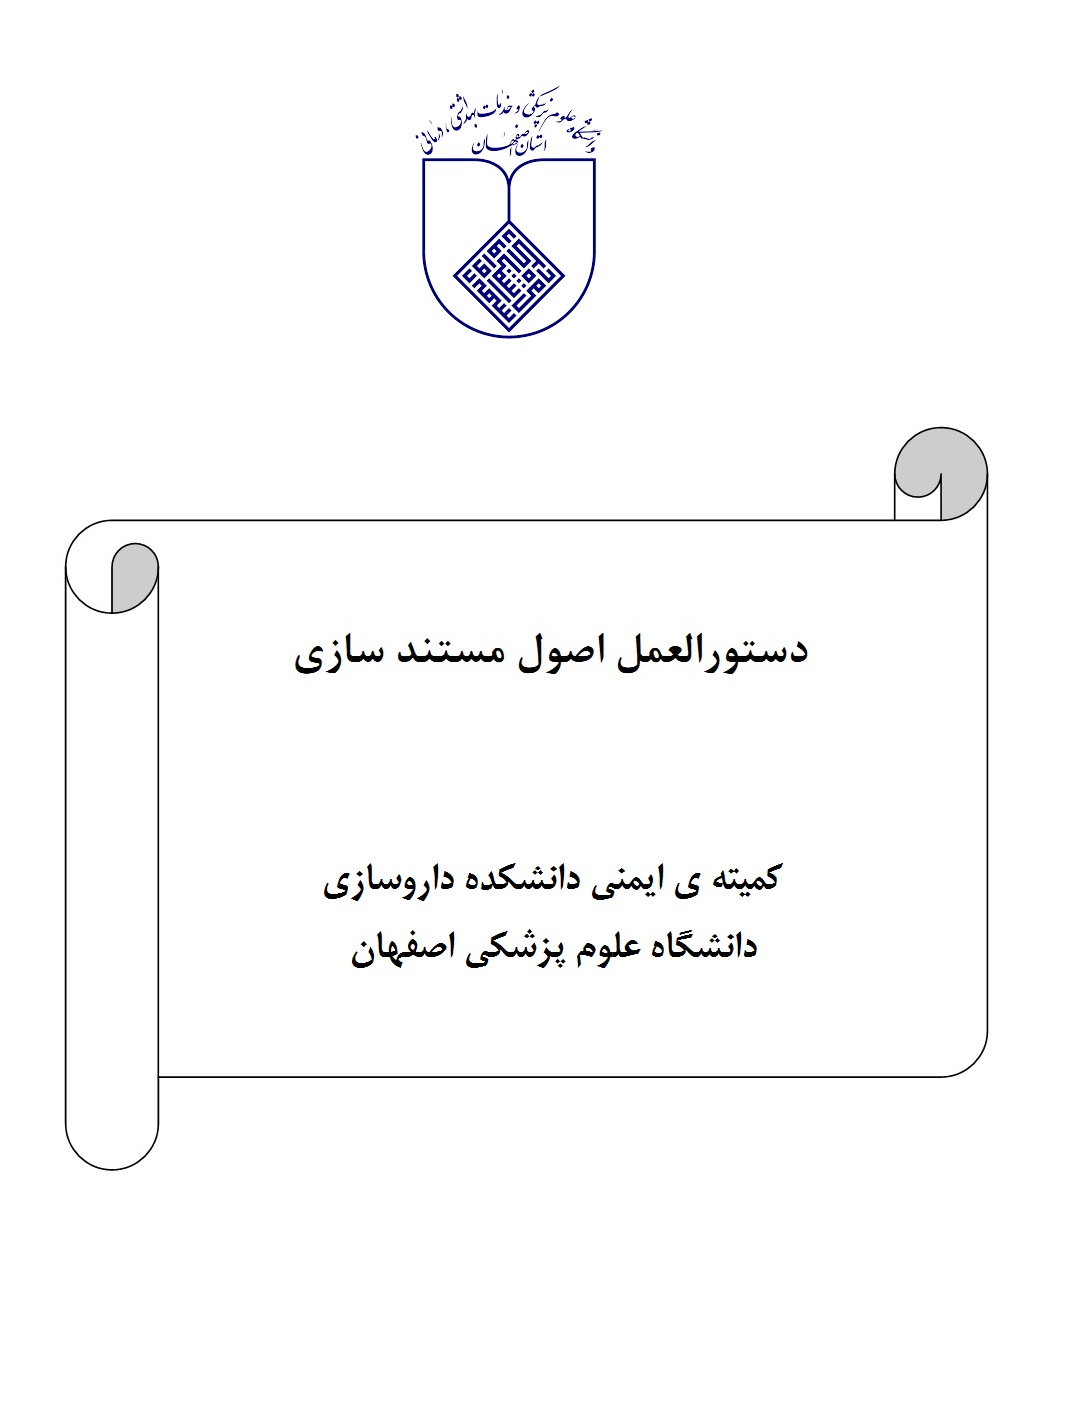 دانشگاه علوم پزشکی و خدمات بهداشتی، درمانی
استان اصفهان
دستورالعمل اصول مستند سازی
کمیته ی ایمنی دانشکده داروسازی
دانشگاه علوم پزشکی اصفهان